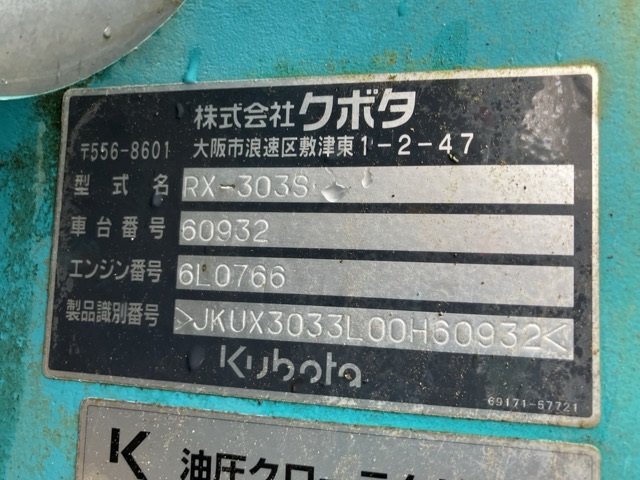 株式会社クボタ
〒556-8601 大阪市浪速区敷津東1-2-47
型式名 RX-303S
車台番号 60932
エンジン番号 6L0766
製品識別番号 >JKUX3033L00H60932<
Kubota
69171-57721
K 油圧クローラ